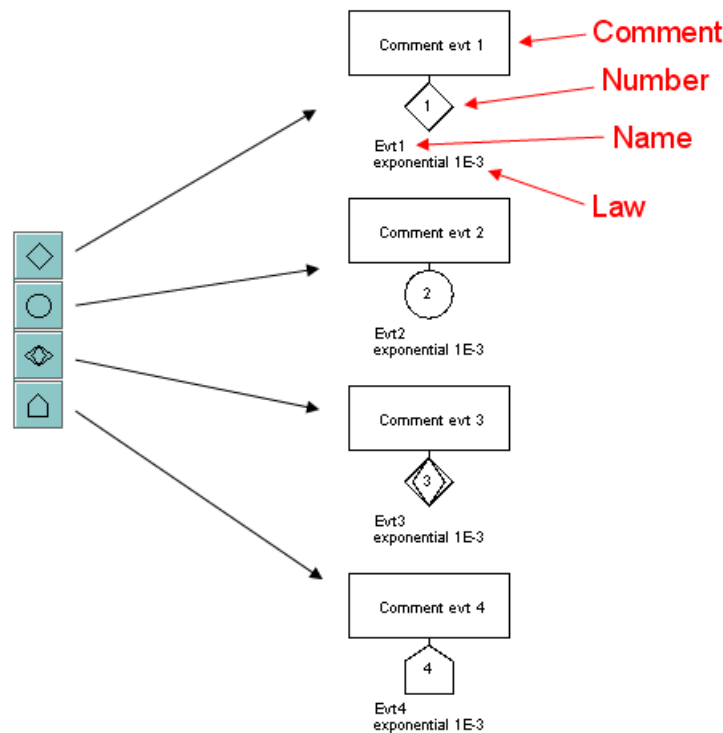 Comment evt 1
Comment
1
Number
Evt1
Name
exponential 1E-3
Law
Comment evt 2
2
Evt2
exponential 1E-3
Comment evt 3
3
Evt3
exponential 1E-3
Comment evt 4
4
Evt4
exponential 1E-3